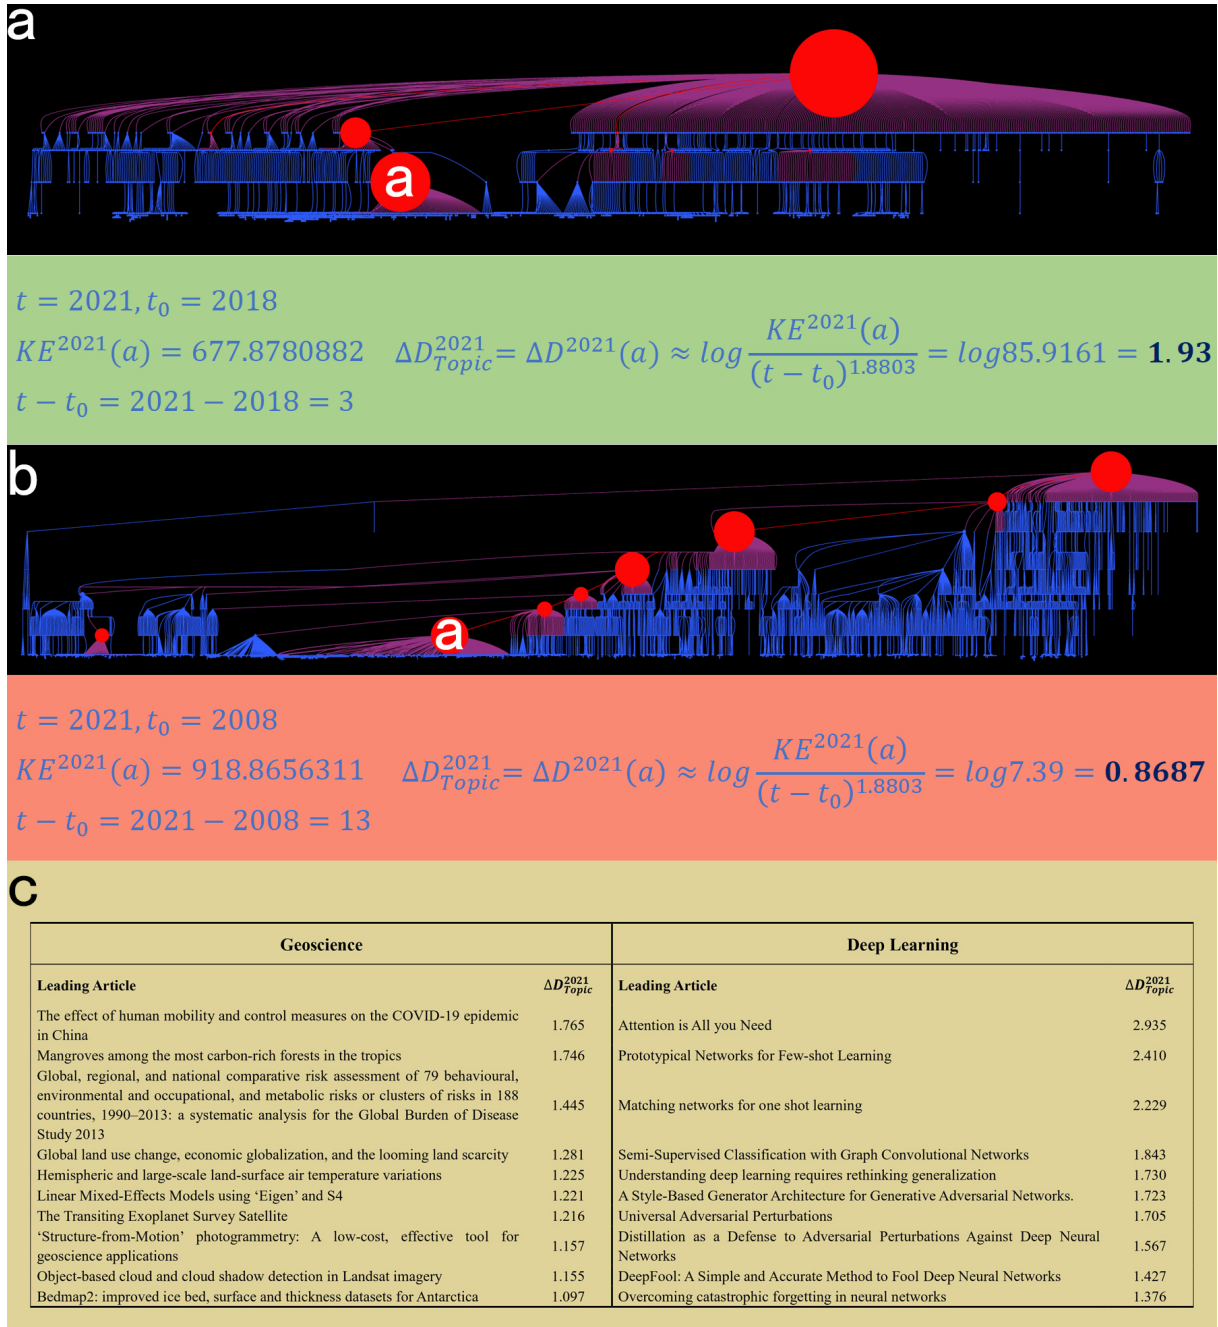 a
a
t = 2021, t₀ = 2018
KE²⁰²¹(a) = 677.8780882
ΔD²⁰²¹_Topic = ΔD²⁰²¹(a) ≈ log KE²⁰²¹(a) / (t − t₀)¹·⁸⁸⁰³ = log85.9161 = 1.93
t − t₀ = 2021 − 2018 = 3
b
a
t = 2021, t₀ = 2008
KE²⁰²¹(a) = 918.8656311
ΔD²⁰²¹_Topic = ΔD²⁰²¹(a) ≈ log KE²⁰²¹(a) / (t − t₀)¹·⁸⁸⁰³ = log7.39 = 0.8687
t − t₀ = 2021 − 2008 = 13
c
Geoscience
Leading Article ΔD²⁰²¹_Topic
The effect of human mobility and control measures on the COVID-19 epidemic
in China 1.765
Mangroves among the most carbon-rich forests in the tropics 1.746
Global, regional, and national comparative risk assessment of 79 behavioural,
environmental and occupational, and metabolic risks or clusters of risks in 188
countries, 1990–2013: a systematic analysis for the Global Burden of Disease
Study 2013 1.445
Global land use change, economic globalization, and the looming land scarcity 1.281
Hemispheric and large-scale land-surface air temperature variations 1.225
Linear Mixed-Effects Models using ‘Eigen’ and S4 1.221
The Transiting Exoplanet Survey Satellite 1.216
‘Structure-from-Motion’ photogrammetry: A low-cost, effective tool for
geoscience applications 1.157
Object-based cloud and cloud shadow detection in Landsat imagery 1.155
Bedmap2: improved ice bed, surface and thickness datasets for Antarctica 1.097
Deep Learning
Leading Article ΔD²⁰²¹_Topic
Attention is All you Need 2.935
Prototypical Networks for Few-shot Learning 2.410
Matching networks for one shot learning 2.229
Semi-Supervised Classification with Graph Convolutional Networks 1.843
Understanding deep learning requires rethinking generalization 1.730
A Style-Based Generator Architecture for Generative Adversarial Networks. 1.723
Universal Adversarial Perturbations 1.705
Distillation as a Defense to Adversarial Perturbations Against Deep Neural
Networks 1.567
DeepFool: A Simple and Accurate Method to Fool Deep Neural Networks 1.427
Overcoming catastrophic forgetting in neural networks 1.376